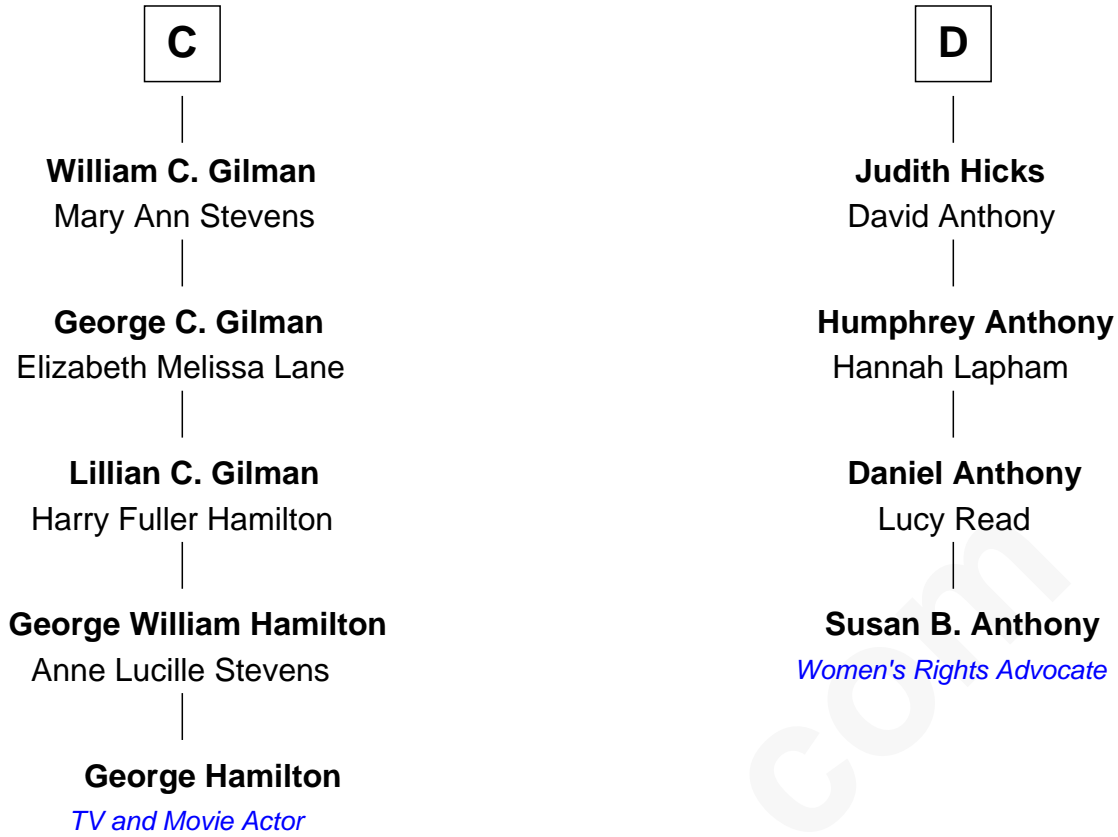 C
William C. Gilman
Mary Ann Stevens
George C. Gilman
Elizabeth Melissa Lane
Lillian C. Gilman
Harry Fuller Hamilton
George William Hamilton
Anne Lucille Stevens
George Hamilton
TV and Movie Actor
D
Judith Hicks
David Anthony
Humphrey Anthony
Hannah Lapham
Daniel Anthony
Lucy Read
Susan B. Anthony
Women's Rights Advocate
com